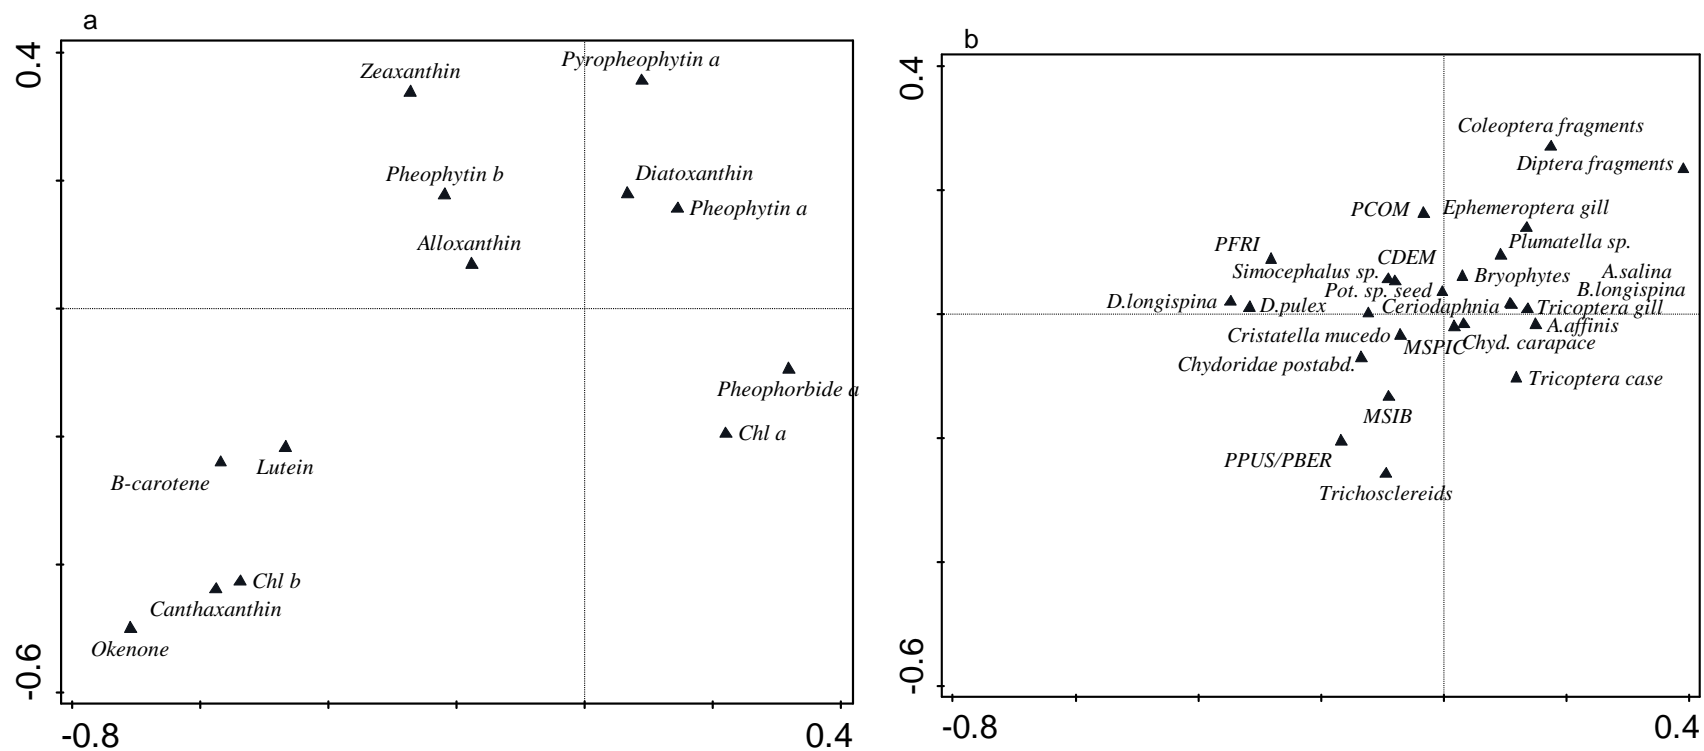 a
0.4
Zeaxanthin
Pyropheophytin a
Pheophytin b
Diatoxanthin
Pheophytin a
Alloxanthin
Pheophorbide a
Chl a
Lutein
B-carotene
Chl b
Canthaxanthin
Okenone
-0.6
-0.8
0.4
b
0.4
Coleoptera fragments
Diptera fragments
PCOM
Ephemeroptera gill
PFRI
CDEM
Plumatella sp.
Simocephalus sp.
Bryophytes
A.salina
Pot. sp. seed
B.longispina
D.longispina
D.pulex
Ceriodaphnia
Tricoptera gill
A.affinis
Cristatella mucedo
MSPIC
Chyd. carapace
Chydoridae postabd.
Tricoptera case
MSIB
PPUS/PBER
Trichosclereids
-0.6
-0.8
0.4